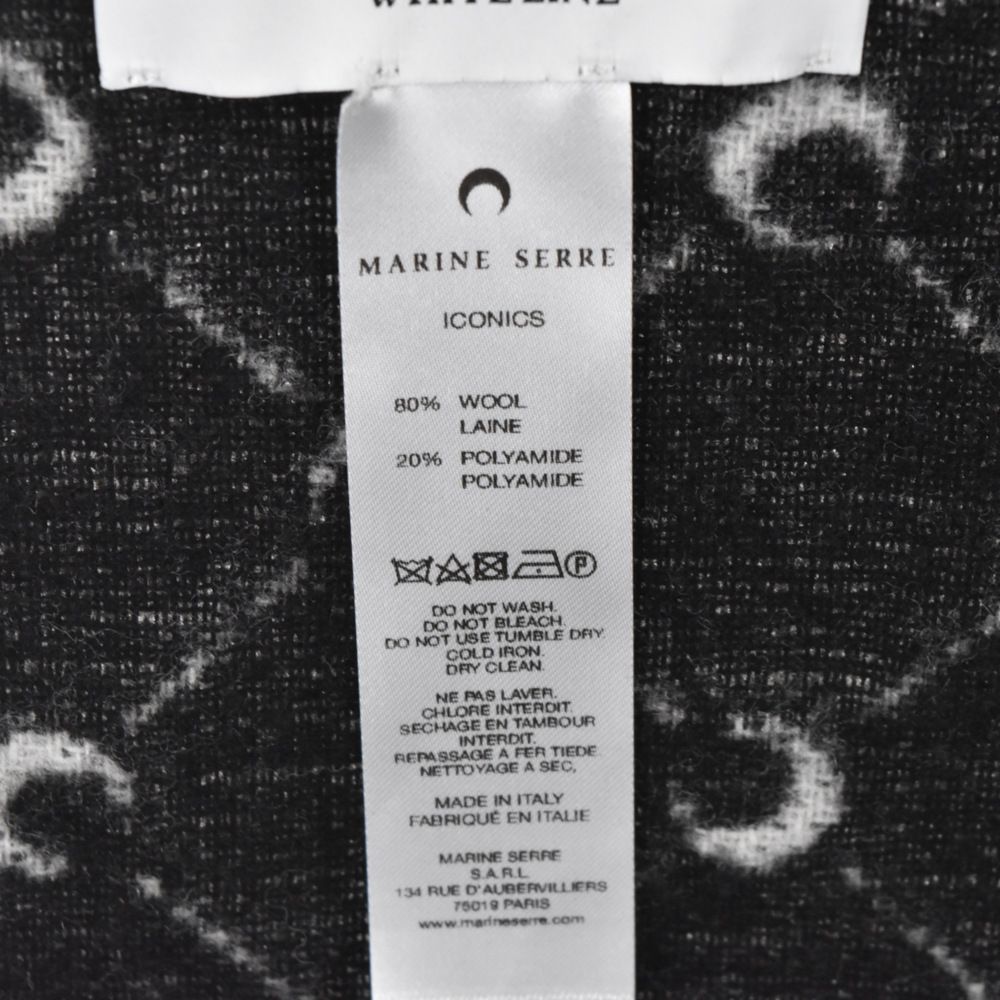 WHITE LINE
MARINE SERRE
ICONICS
80% WOOL
LAINE
20% POLYAMIDE
POLYAMIDE
P
DO NOT WASH.
DO NOT BLEACH.
DO NOT USE TUMBLE DRY.
COLD IRON.
DRY CLEAN.
NE PAS LAVER.
CHLORE INTERDIT.
SECHAGE EN TAMBOUR
INTERDIT.
REPASSAGE A FER TIEDE.
NETTOYAGE A SEC.
MADE IN ITALY
FABRIQUÉ EN ITALIE
MARINE SERRE
S.A.R.L.
134 RUE D'AUBERVILLIERS
75019 PARIS
www.marineserre.com